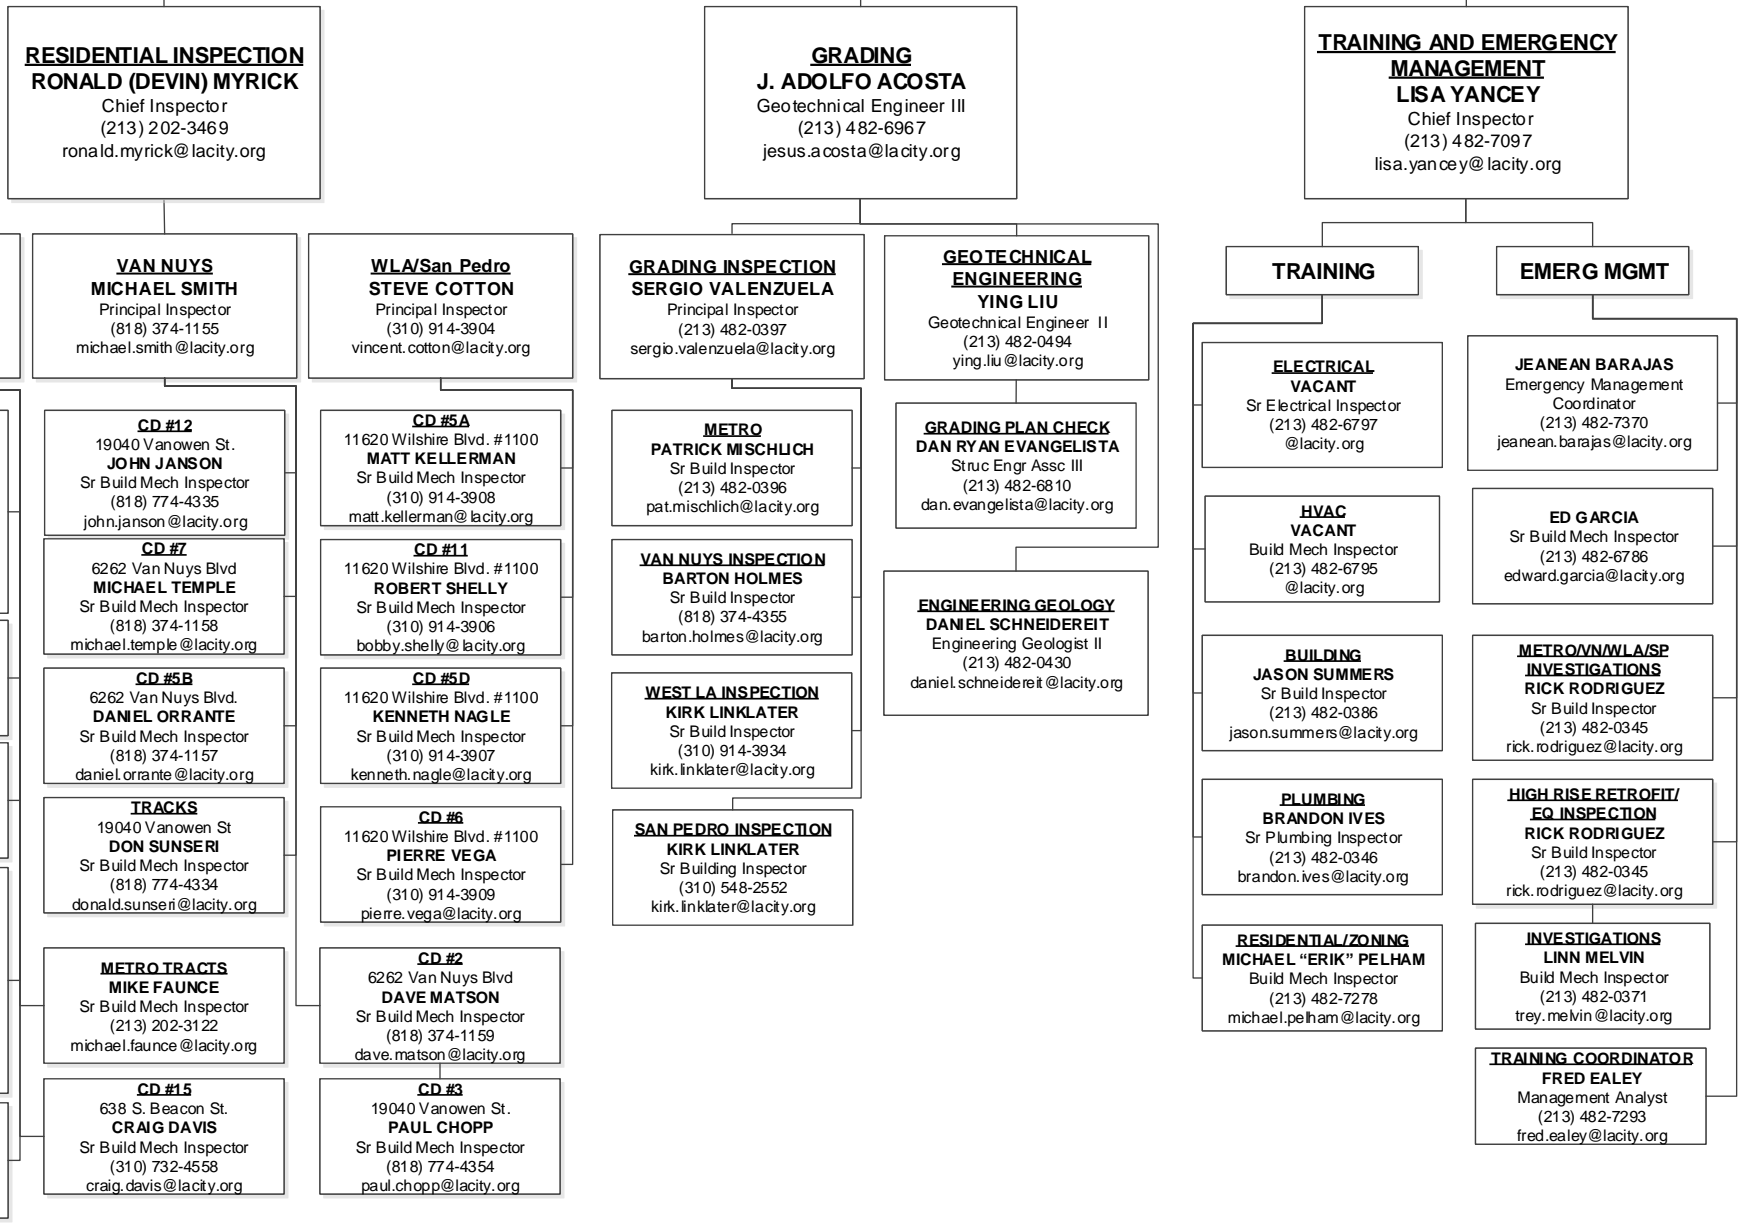 RESIDENTIAL INSPECTION
RONALD (DEVIN) MYRICK
Chief Inspector
(213) 202-3469
ronald.myrick@lacity.org
GRADING
J. ADOLFO ACOSTA
Geotechnical Engineer III
(213) 482-6967
jesus.acosta@lacity.org
TRAINING AND EMERGENCY
MANAGEMENT
LISA YANCEY
Chief Inspector
(213) 482-7097
lisa.yancey@lacity.org
VAN NUYS
MICHAEL SMITH
Principal Inspector
(818) 374-1155
michael.smith@lacity.org
WLA/San Pedro
STEVE COTTON
Principal Inspector
(310) 914-3904
vincent.cotton@lacity.org
GRADING INSPECTION
SERGIO VALENZUELA
Principal Inspector
(213) 482-0397
sergio.valenzuela@lacity.org
GEOTECHNICAL
ENGINEERING
YING LIU
Geotechnical Engineer II
(213) 482-0494
ying.liu@lacity.org
TRAINING
EMERG MGMT
CD #12
19040 Vanowen St.
JOHN JANSON
Sr Build Mech Inspector
(818) 774-4335
john.janson@lacity.org
CD #7
6262 Van Nuys Blvd
MICHAEL TEMPLE
Sr Build Mech Inspector
(818) 374-1158
michael.temple@lacity.org
CD #5B
6262 Van Nuys Blvd.
DANIEL ORRANTE
Sr Build Mech Inspector
(818) 374-1157
daniel.orrante@lacity.org
TRACKS
19040 Vanowen St
DON SUNSERI
Sr Build Mech Inspector
(818) 774-4334
donald.sunseri@lacity.org
METRO TRACTS
MIKE FAUNCE
Sr Build Mech Inspector
(213) 202-3122
michael.faunce@lacity.org
CD #15
638 S. Beacon St.
CRAIG DAVIS
Sr Build Mech Inspector
(310) 732-4558
craig.davis@lacity.org
CD #5A
11620 Wilshire Blvd. #1100
MATT KELLERMAN
Sr Build Mech Inspector
(310) 914-3908
matt.kellerman@lacity.org
CD #11
11620 Wilshire Blvd. #1100
ROBERT SHELLY
Sr Build Mech Inspector
(310) 914-3906
bobby.shelly@lacity.org
CD #5D
11620 Wilshire Blvd. #1100
KENNETH NAGLE
Sr Build Mech Inspector
(310) 914-3907
kenneth.nagle@lacity.org
CD #6
11620 Wilshire Blvd. #1100
PIERRE VEGA
Sr Build Mech Inspector
(310) 914-3909
pierre.vega@lacity.org
CD #2
6262 Van Nuys Blvd
DAVE MATSON
Sr Build Mech Inspector
(818) 374-1159
dave.matson@lacity.org
CD #3
19040 Vanowen St.
PAUL CHOPP
Sr Build Mech Inspector
(818) 774-4354
paul.chopp@lacity.org
METRO
PATRICK MISCHLICH
Sr Build Inspector
(213) 482-0396
pat.mischlich@lacity.org
VAN NUYS INSPECTION
BARTON HOLMES
Sr Build Inspector
(818) 374-4355
barton.holmes@lacity.org
WEST LA INSPECTION
KIRK LINKLATER
Sr Build Inspector
(310) 914-3934
kirk.linklater@lacity.org
SAN PEDRO INSPECTION
KIRK LINKLATER
Sr Building Inspector
(310) 548-2552
kirk.linklater@lacity.org
GRADING PLAN CHECK
DAN RYAN EVANGELISTA
Struc Engr Assc III
(213) 482-6810
dan.evangelista@lacity.org
ENGINEERING GEOLOGY
DANIEL SCHNEIDEREIT
Engineering Geologist II
(213) 482-0430
daniel.schneidereit@lacity.org
ELECTRICAL
VACANT
Sr Electrical Inspector
(213) 482-6797
@lacity.org
HVAC
VACANT
Build Mech Inspector
(213) 482-6795
@lacity.org
BUILDING
JASON SUMMERS
Sr Build Inspector
(213) 482-0386
jason.summers@lacity.org
PLUMBING
BRANDON IVES
Sr Plumbing Inspector
(213) 482-0346
brandon.ives@lacity.org
RESIDENTIAL/ZONING
MICHAEL “ERIK” PELHAM
Build Mech Inspector
(213) 482-7278
michael.pelham@lacity.org
JEANEAN BARAJAS
Emergency Management
Coordinator
(213) 482-7370
jeanean.barajas@lacity.org
ED GARCIA
Sr Build Mech Inspector
(213) 482-6786
edward.garcia@lacity.org
METRO/VN/WLA/SP
INVESTIGATIONS
RICK RODRIGUEZ
Sr Build Inspector
(213) 482-0345
rick.rodriguez@lacity.org
HIGH RISE RETROFIT/
EQ INSPECTION
RICK RODRIGUEZ
Sr Build Inspector
(213) 482-0345
rick.rodriguez@lacity.org
INVESTIGATIONS
LINN MELVIN
Build Mech Inspector
(213) 482-0371
trey.melvin@lacity.org
TRAINING COORDINATOR
FRED EALEY
Management Analyst
(213) 482-7293
fred.ealey@lacity.org